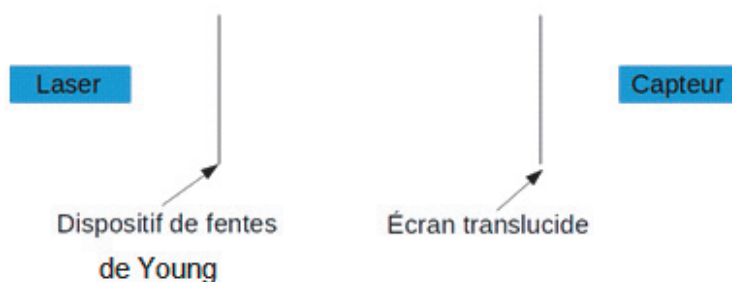 Laser
Capteur
Dispositif de fentes
de Young
Écran translucide